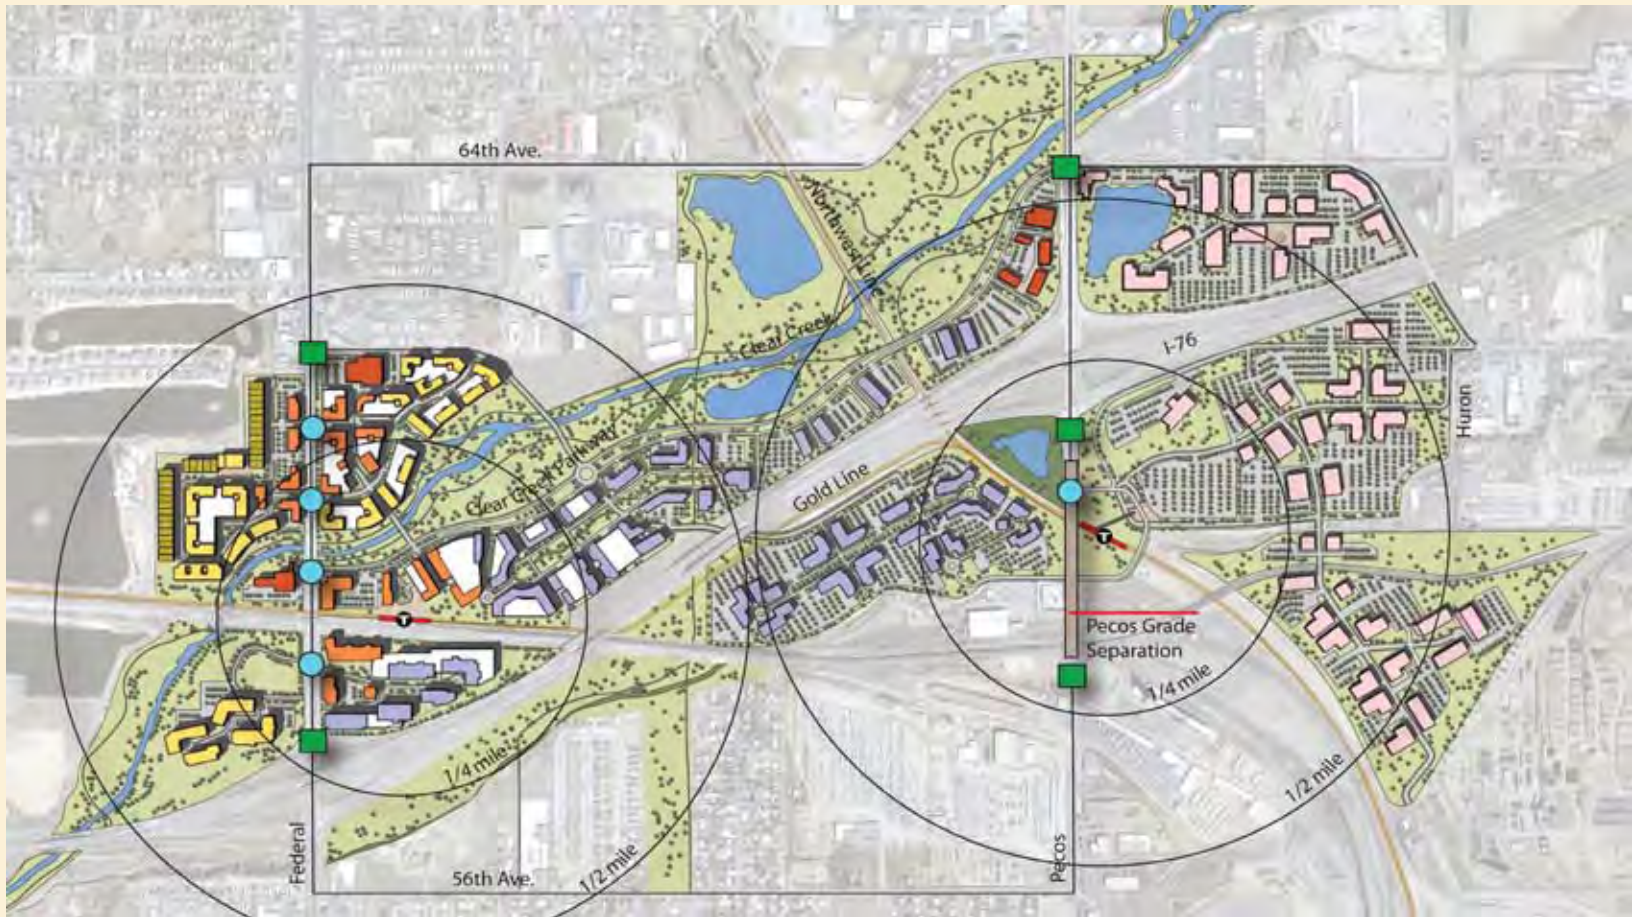 64th Ave.
Northwest
Clear Creek
I-76
Huron
Clear Creek Parkway
Gold Line
T
T
Pecos Grade
Separation
1/4 mile
1/4 mile
1/2 mile
Federal
Pecos
56th Ave.
1/2 mile